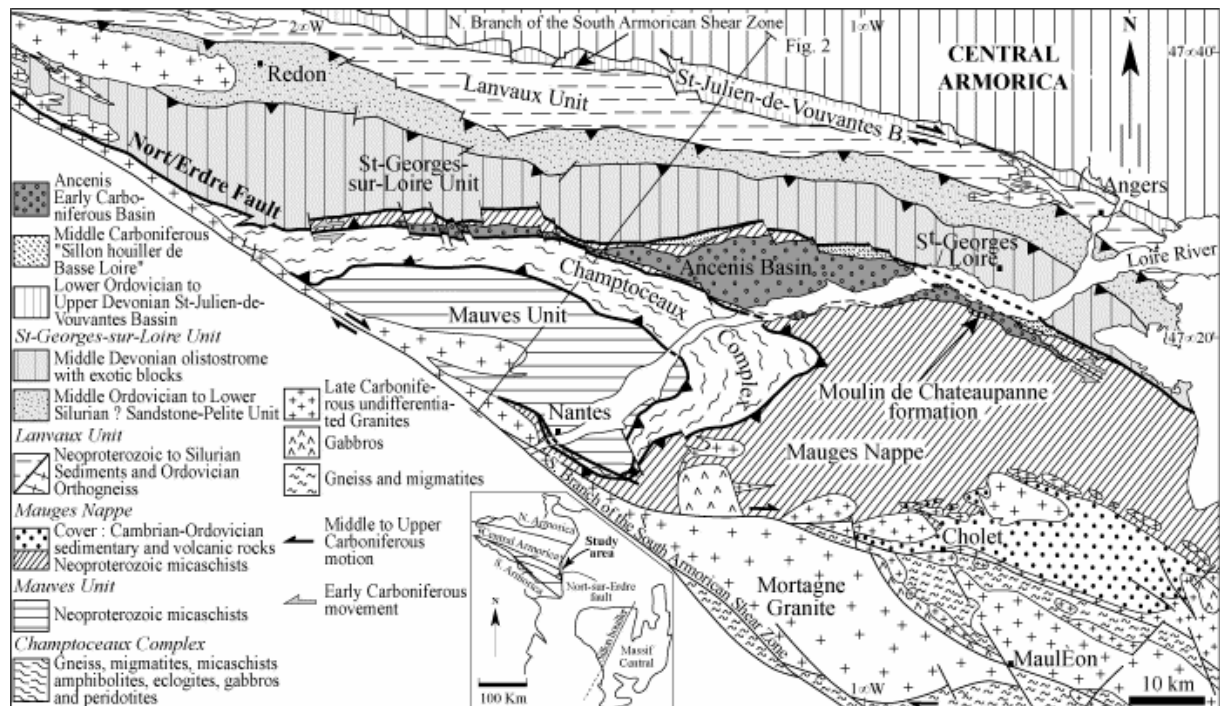 2∞W
N. Branch of the South Armorican Shear Zone
Fig. 2
1∞W
N
47∞40'
CENTRAL
ARMORICA
Redon
Lanvaux Unit
St-Julien-de-Vouvantes B.
Nort/Erdre Fault
St-Georges-
sur-Loire Unit
Angers
St Georges
Loire
Loire River
Ancenis Basin
Champtoceaux
Complex
Mauves Unit
47∞20'
Moulin de Chateaupanne
formation
Nantes
Mauges Nappe
S. Branch of the South Armorican Shear Zone
Cholet
Mortagne
Granite
MaulÈon
1∞W
10 km
Ancenis
Early Carbo-
niferous Basin
Middle Carboniferous
"Sillon houiller de
Basse Loire"
Lower Ordovician to
Upper Devonian St-Julien-de-
Vouvantes Bassin
St-Georges-sur-Loire Unit
Middle Devonian olistostrome
with exotic blocks
Middle Ordovician to Lower
Silurian ? Sandstone-Pelite Unit
Lanvaux Unit
Neoproterozoic to Silurian
Sediments and Ordovician
Orthogneiss
Mauges Nappe
Cover : Cambrian-Ordovician
sedimentary and volcanic rocks
Neoproterozoic micaschists
Mauves Unit
Neoproterozoic micaschists
Champtoceaux Complex
Gneiss, migmatites, micaschists
amphibolites, eclogites, gabbros
and peridotites
Late Carbonife-
rous undifferentia-
ted Granites
Gabbros
Gneiss and migmatites
Middle to Upper
Carboniferous
motion
Early Carboniferous
movement
N. Armorica
Central Armorica
S. Armorica
Study
area
Nort-sur-Erdre
fault
N
Sillon houiller
Massif
Central
100 Km